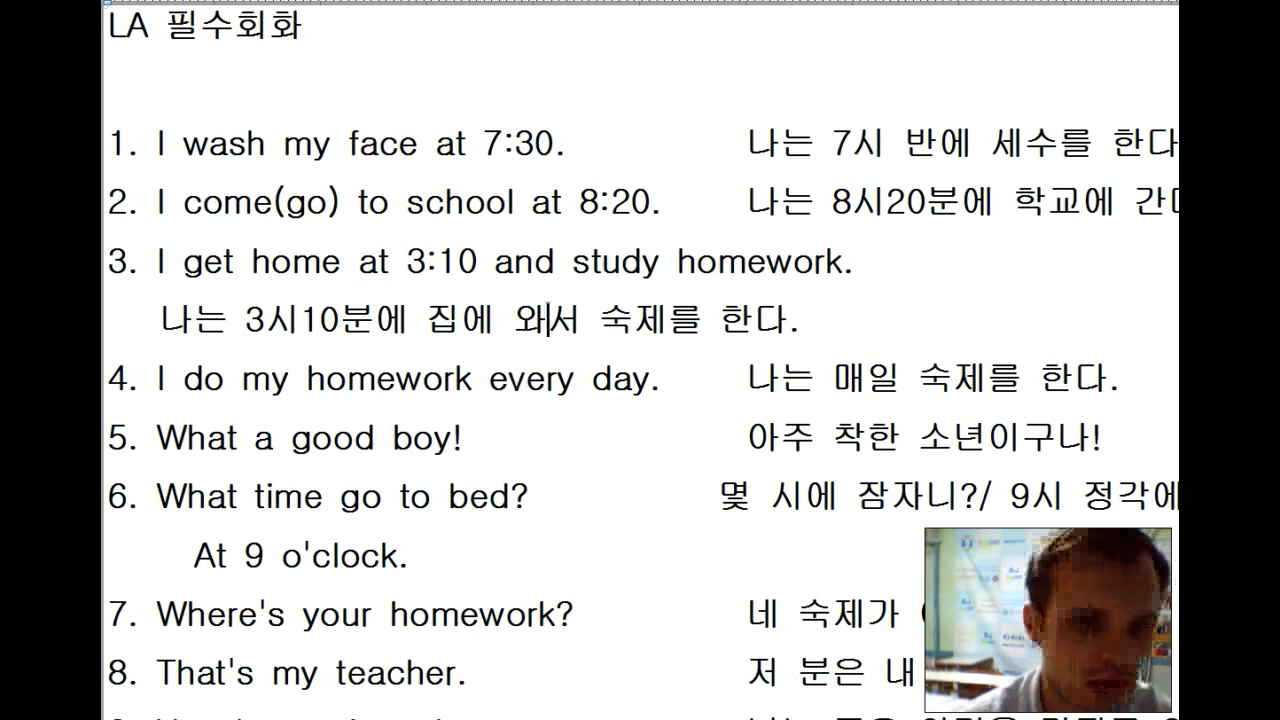 LA 필수회화
1. I wash my face at 7:30. 나는 7시 반에 세수를 한다
2. I come(go) to school at 8:20. 나는 8시20분에 학교에
3. I get home at 3:10 and study homework.
나는 3시10분에 집에 와서 숙제를 한다.
4. I do my homework every day. 나는 매일 숙제를 한다.
5. What a good boy! 아주 착한 소년이구나!
6. What time go to bed? 몇 시에 잠자니?/ 9시 정각에
At 9 o'clock.
7. Where's your homework? 네 숙제가
8. That's my teacher. 저 분은 내